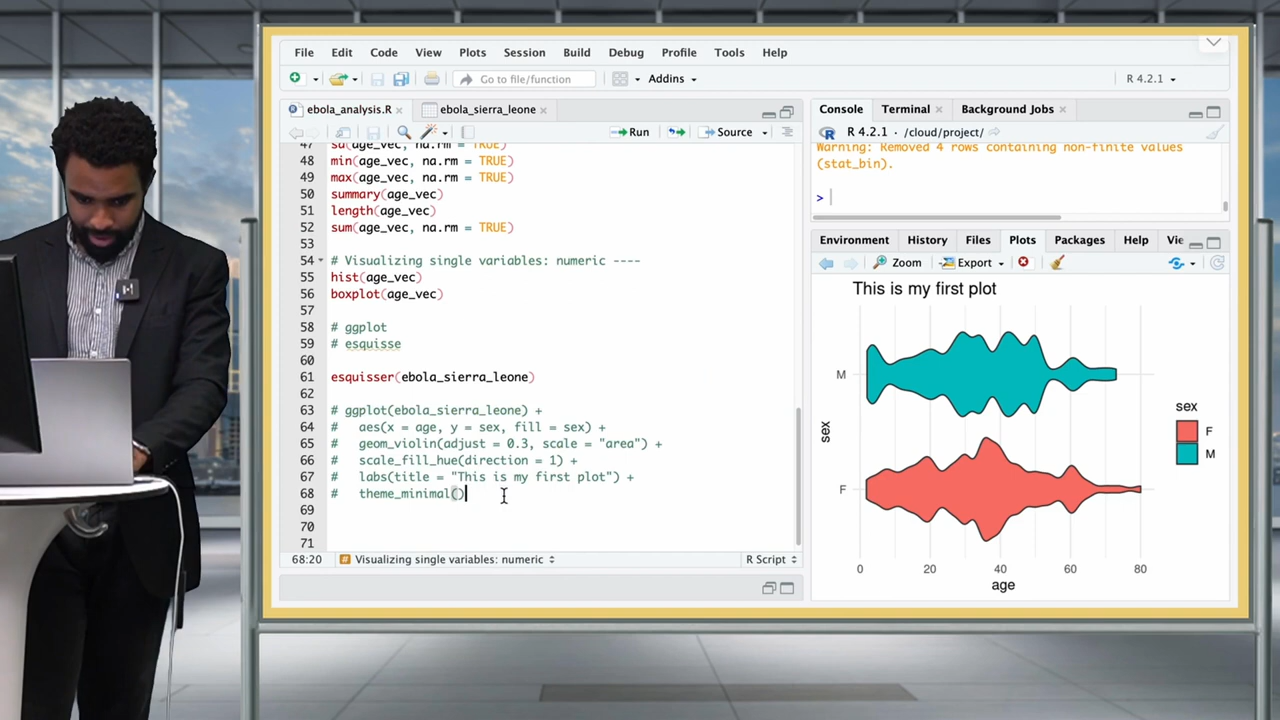 File Edit Code View Plots Session Build Debug Profile Tools Help
Go to file/function Addins R 4.2.1
ebola_analysis.R ebola_sierra_leone
Run Source
47 sd(age_vec, na.rm = TRUE)
48 min(age_vec, na.rm = TRUE)
49 max(age_vec, na.rm = TRUE)
50 summary(age_vec)
51 length(age_vec)
52 sum(age_vec, na.rm = TRUE)
53
54 # Visualizing single variables: numeric ----
55 hist(age_vec)
56 boxplot(age_vec)
57
58 # ggplot
59 # esquisse
60
61 esquisser(ebola_sierra_leone)
62
63 # ggplot(ebola_sierra_leone) +
64 #   aes(x = age, y = sex, fill = sex) +
65 #   geom_violin(adjust = 0.3, scale = "area") +
66 #   scale_fill_hue(direction = 1) +
67 #   labs(title = "This is my first plot") +
68 #   theme_minimal()
69
70
71
68:20 # Visualizing single variables: numeric R Script
Console Terminal Background Jobs
R R 4.2.1 · /cloud/project/
Warning: Removed 4 rows containing non-finite values
(stat_bin).
>
Environment History Files Plots Packages Help Vie
Zoom Export
This is my first plot
M
F
sex
0 20 40 60 80
age
sex
F
M